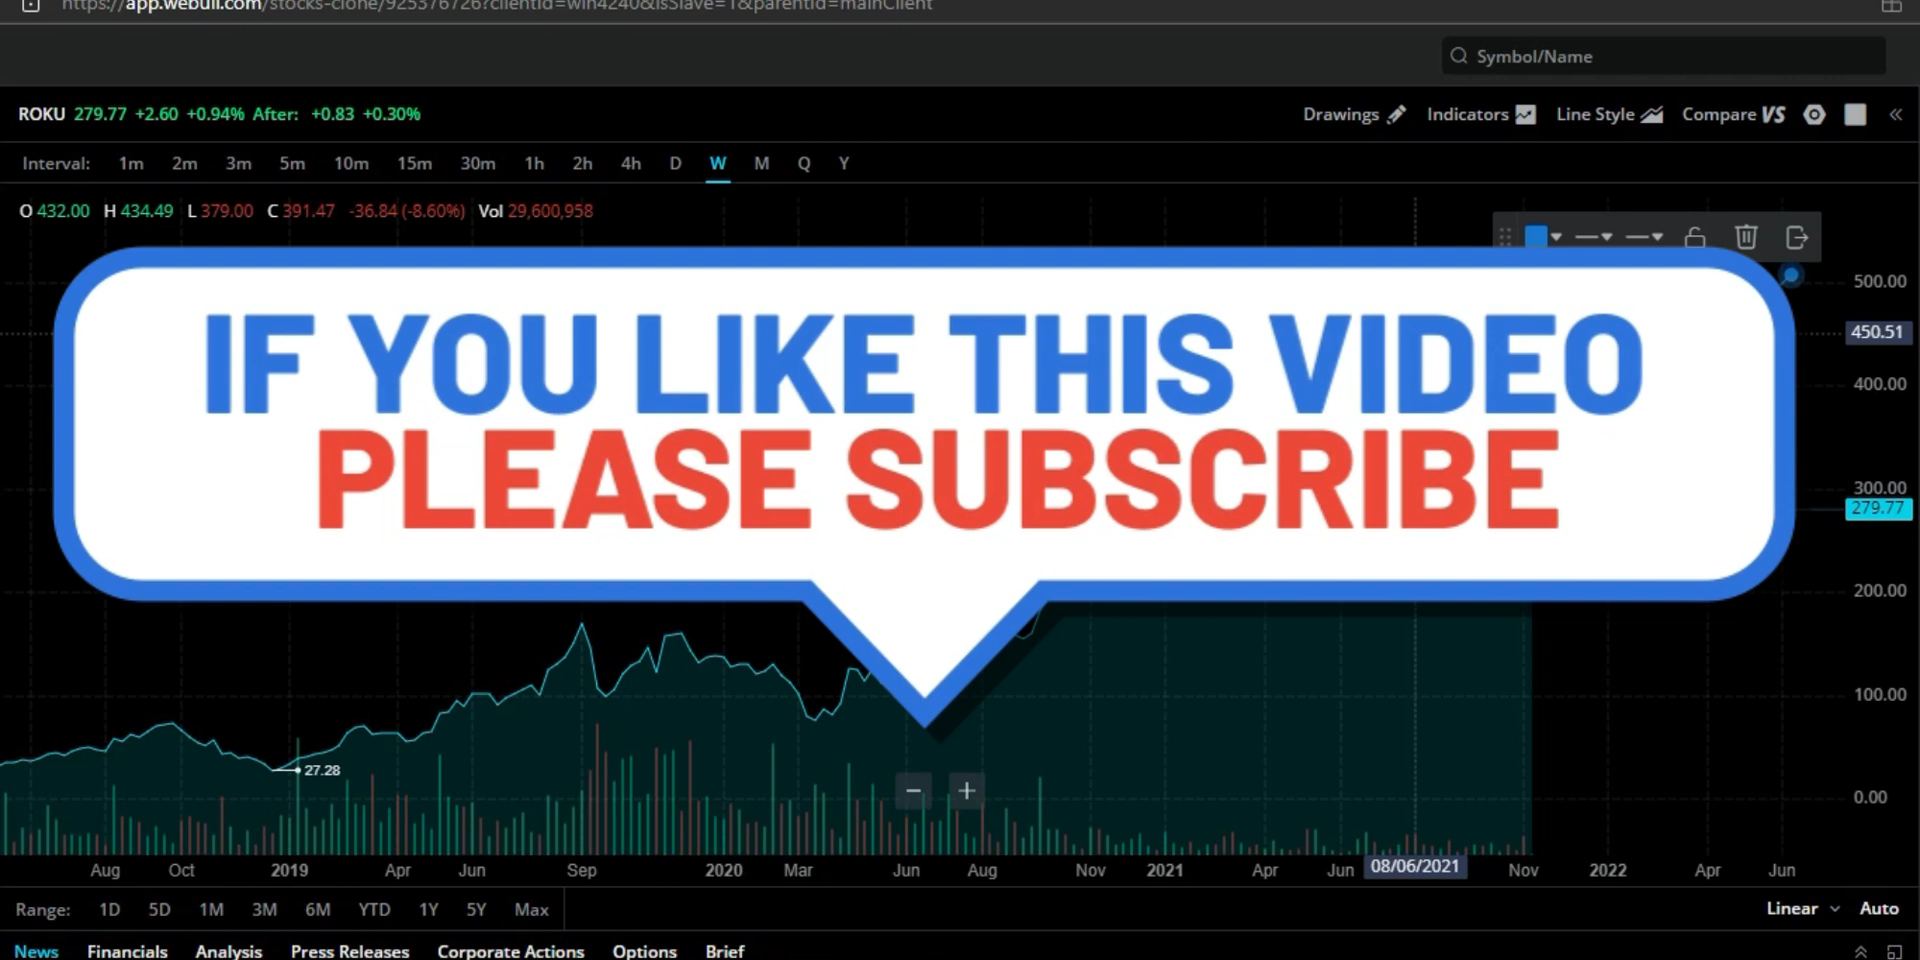 https://app.webull.com/stocks-clone/925376726?clientId=win4240&isSlave=1&parentId=mainClient
Symbol/Name
ROKU 279.77 +2.60 +0.94% After: +0.83 +0.30%
Drawings Indicators Line Style Compare VS
Interval: 1m 2m 3m 5m 10m 15m 30m 1h 2h 4h D W M Q Y
O 432.00 H 434.49 L 379.00 C 391.47 -36.84 (-8.60%) Vol 29,600,958
500.00
IF YOU LIKE THIS VIDEO
450.51
400.00
PLEASE SUBSCRIBE
300.00
279.77
200.00
100.00
27.28
− +
0.00
Aug Oct 2019 Apr Jun Sep 2020 Mar Jun Aug Nov 2021 Apr Jun 08/06/2021 Nov 2022 Apr Jun
Range: 1D 5D 1M 3M 6M YTD 1Y 5Y Max
Linear Auto
News Financials Analysis Press Releases Corporate Actions Options Brief